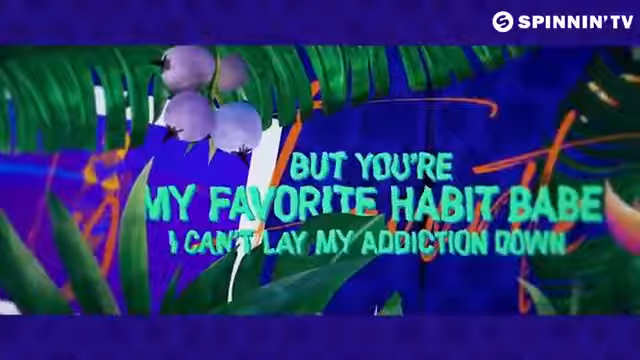 SPINNIN' TV
BUT YOU'RE
MY FAVORITE HABIT BABE
I CAN'T LAY MY ADDICTION DOWN